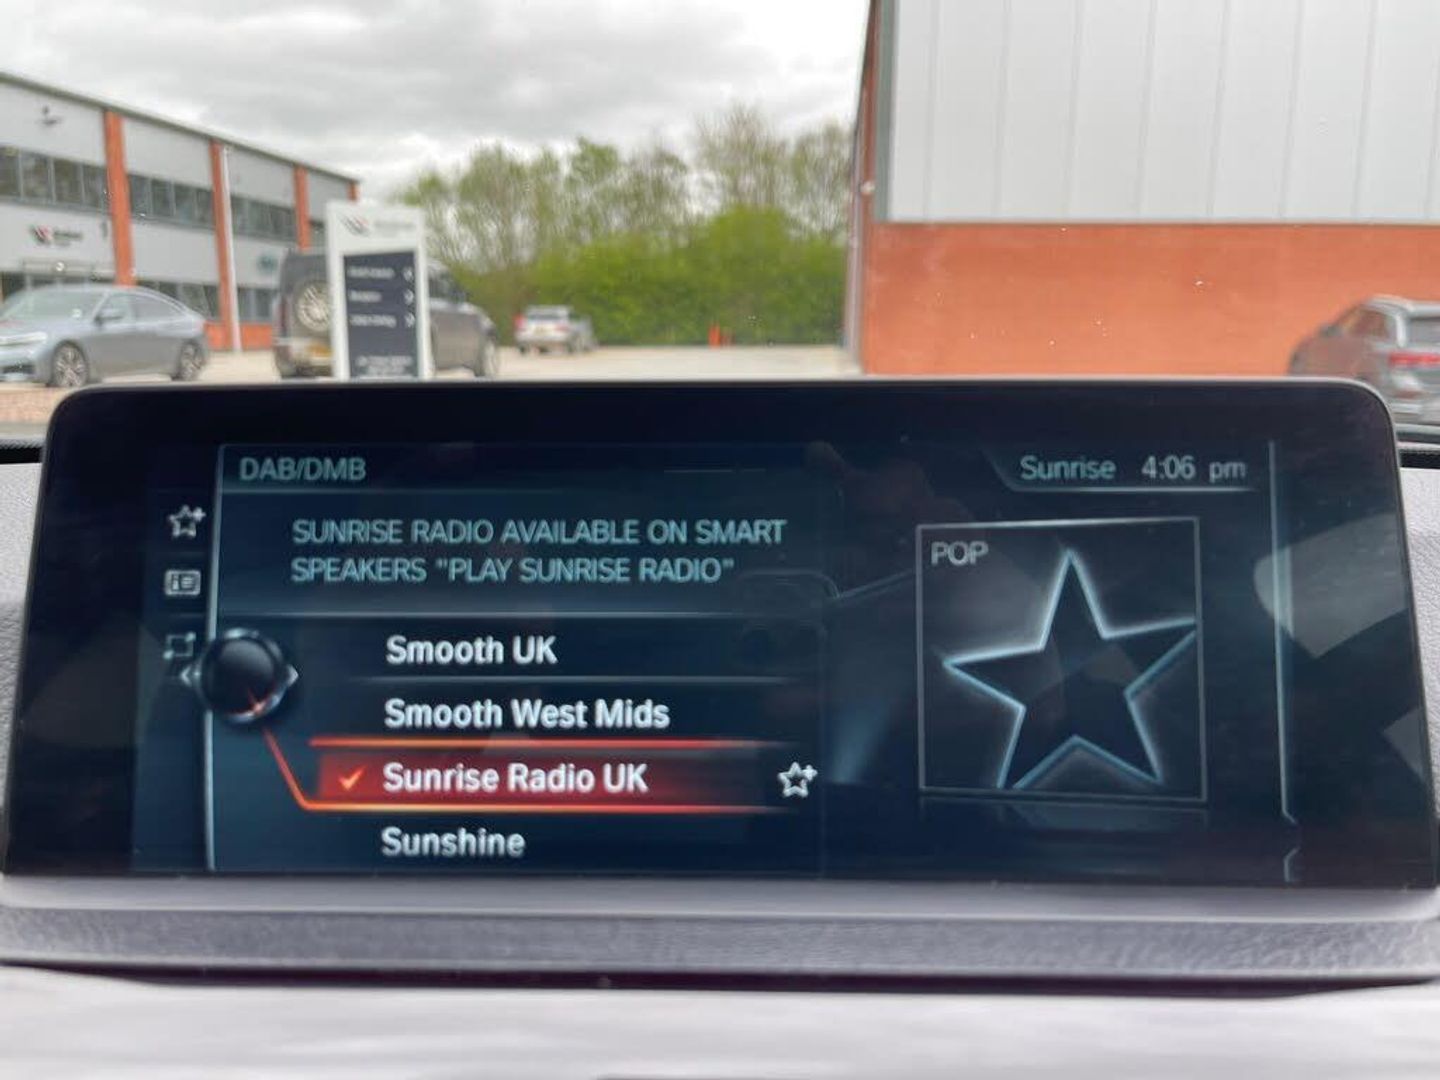 DAB/DMB
Sunrise 4:06 pm
SUNRISE RADIO AVAILABLE ON SMART
SPEAKERS "PLAY SUNRISE RADIO"
POP
Smooth UK
Smooth West Mids
Sunrise Radio UK
Sunshine